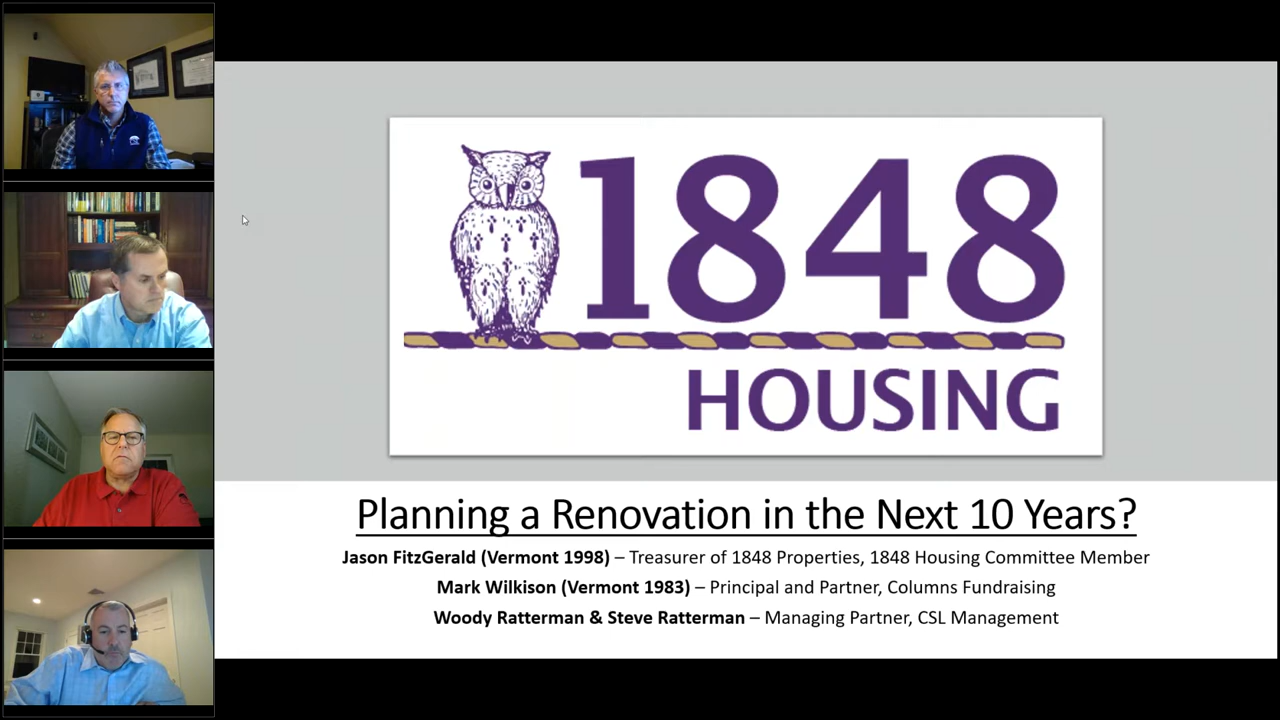 1848
HOUSING
Planning a Renovation in the Next 10 Years?
Jason FitzGerald (Vermont 1998) – Treasurer of 1848 Properties, 1848 Housing Committee Member
Mark Wilkison (Vermont 1983) – Principal and Partner, Columns Fundraising
Woody Ratterman & Steve Ratterman – Managing Partner, CSL Management